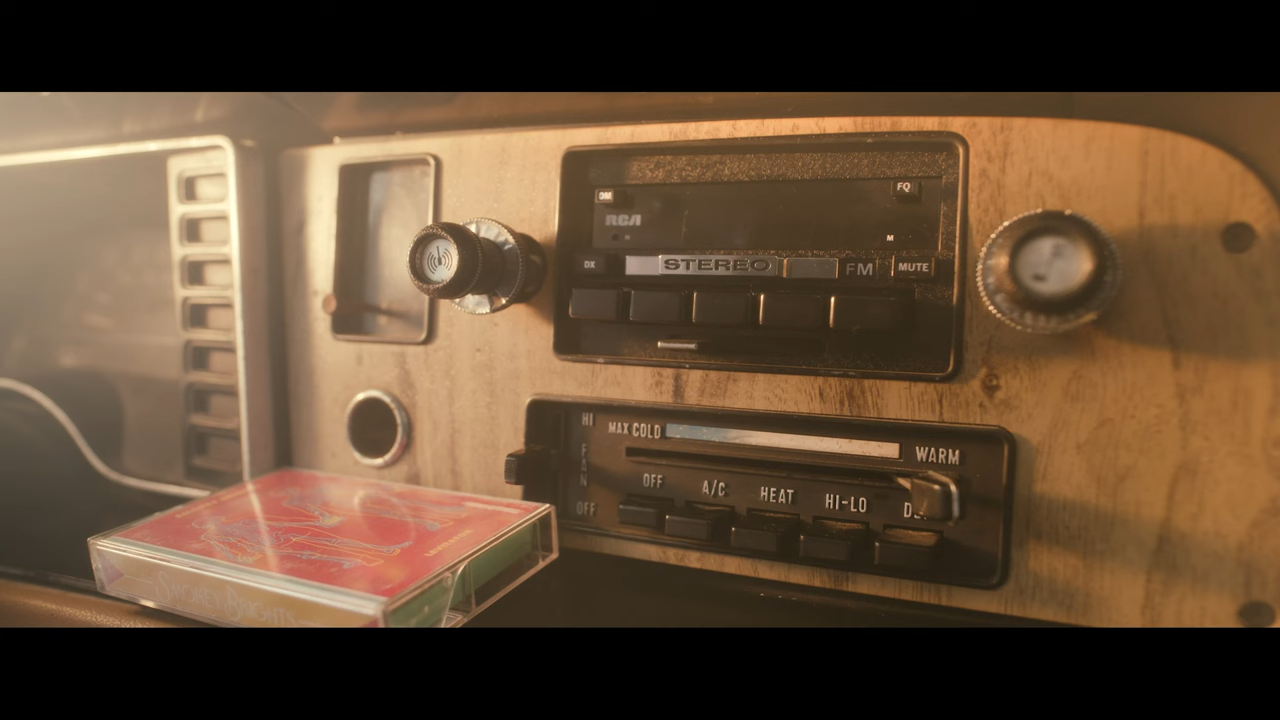 DM
FQ
RCA
M
DX
STEREO
FM
MUTE
HI
MAX COLD
WARM
FAN
OFF
A/C
HEAT
HI-LO
OFF